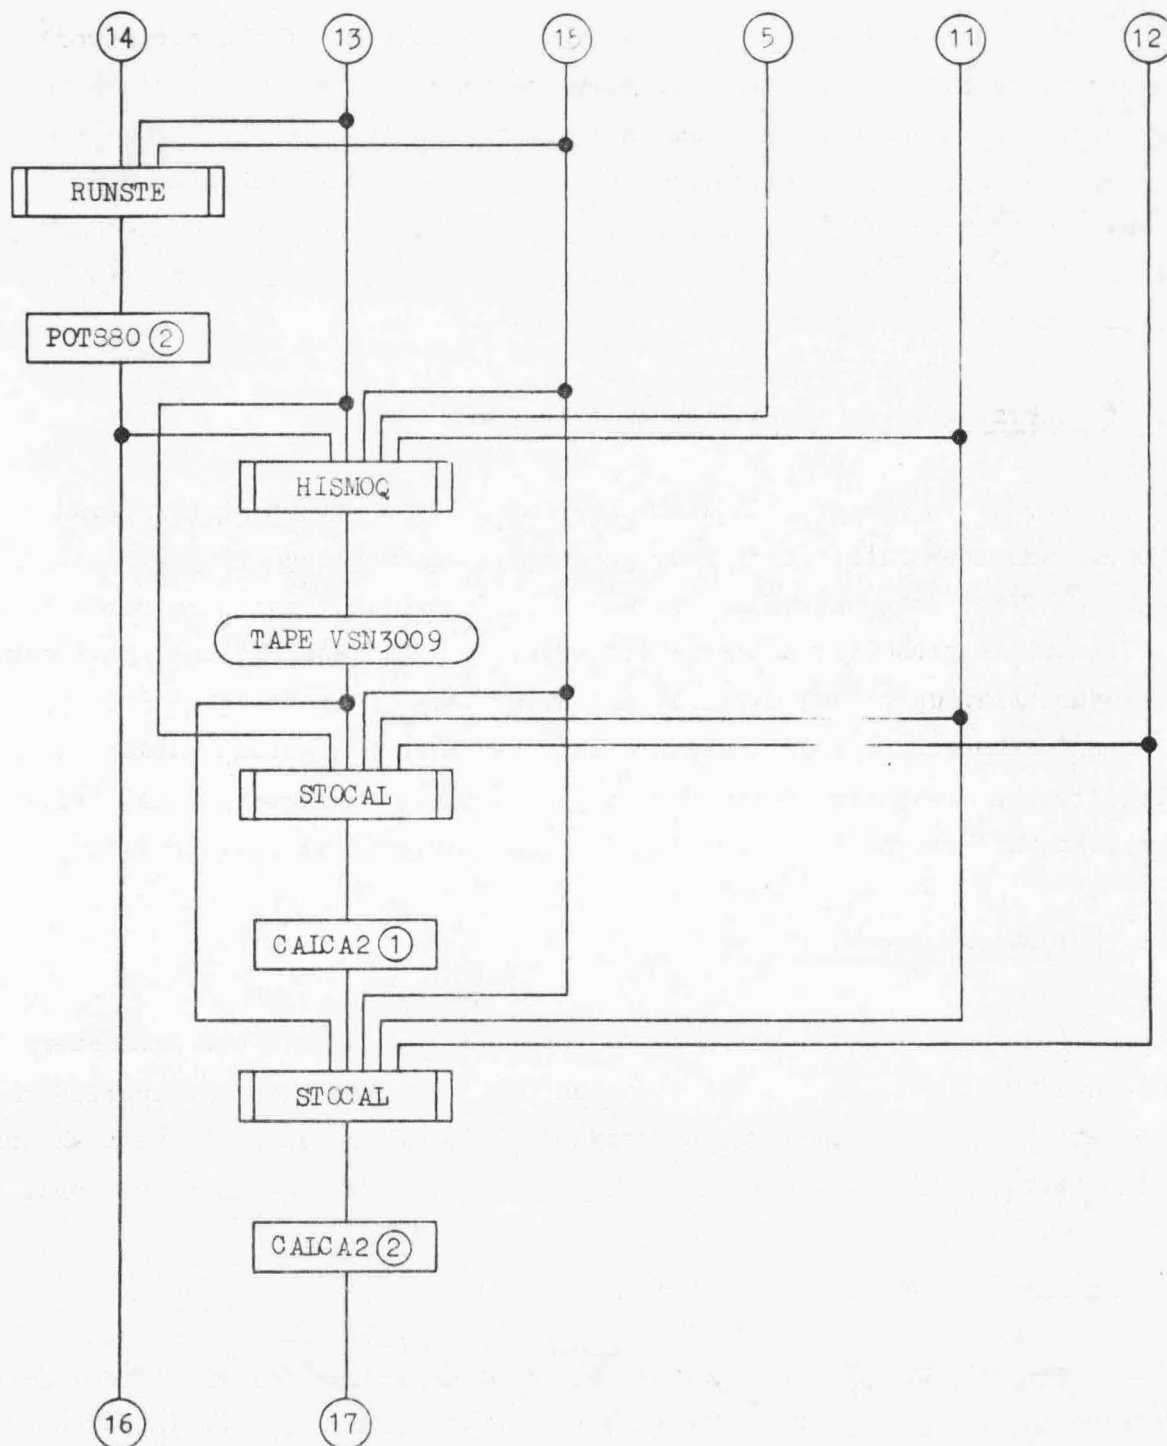 14 13 15 5 11 12
RUNSTE
POT880 2
HISMOQ
TAPE VSN3009
STOCAL
CALCA2 1
STOCAL
CALCA2 2
16 17